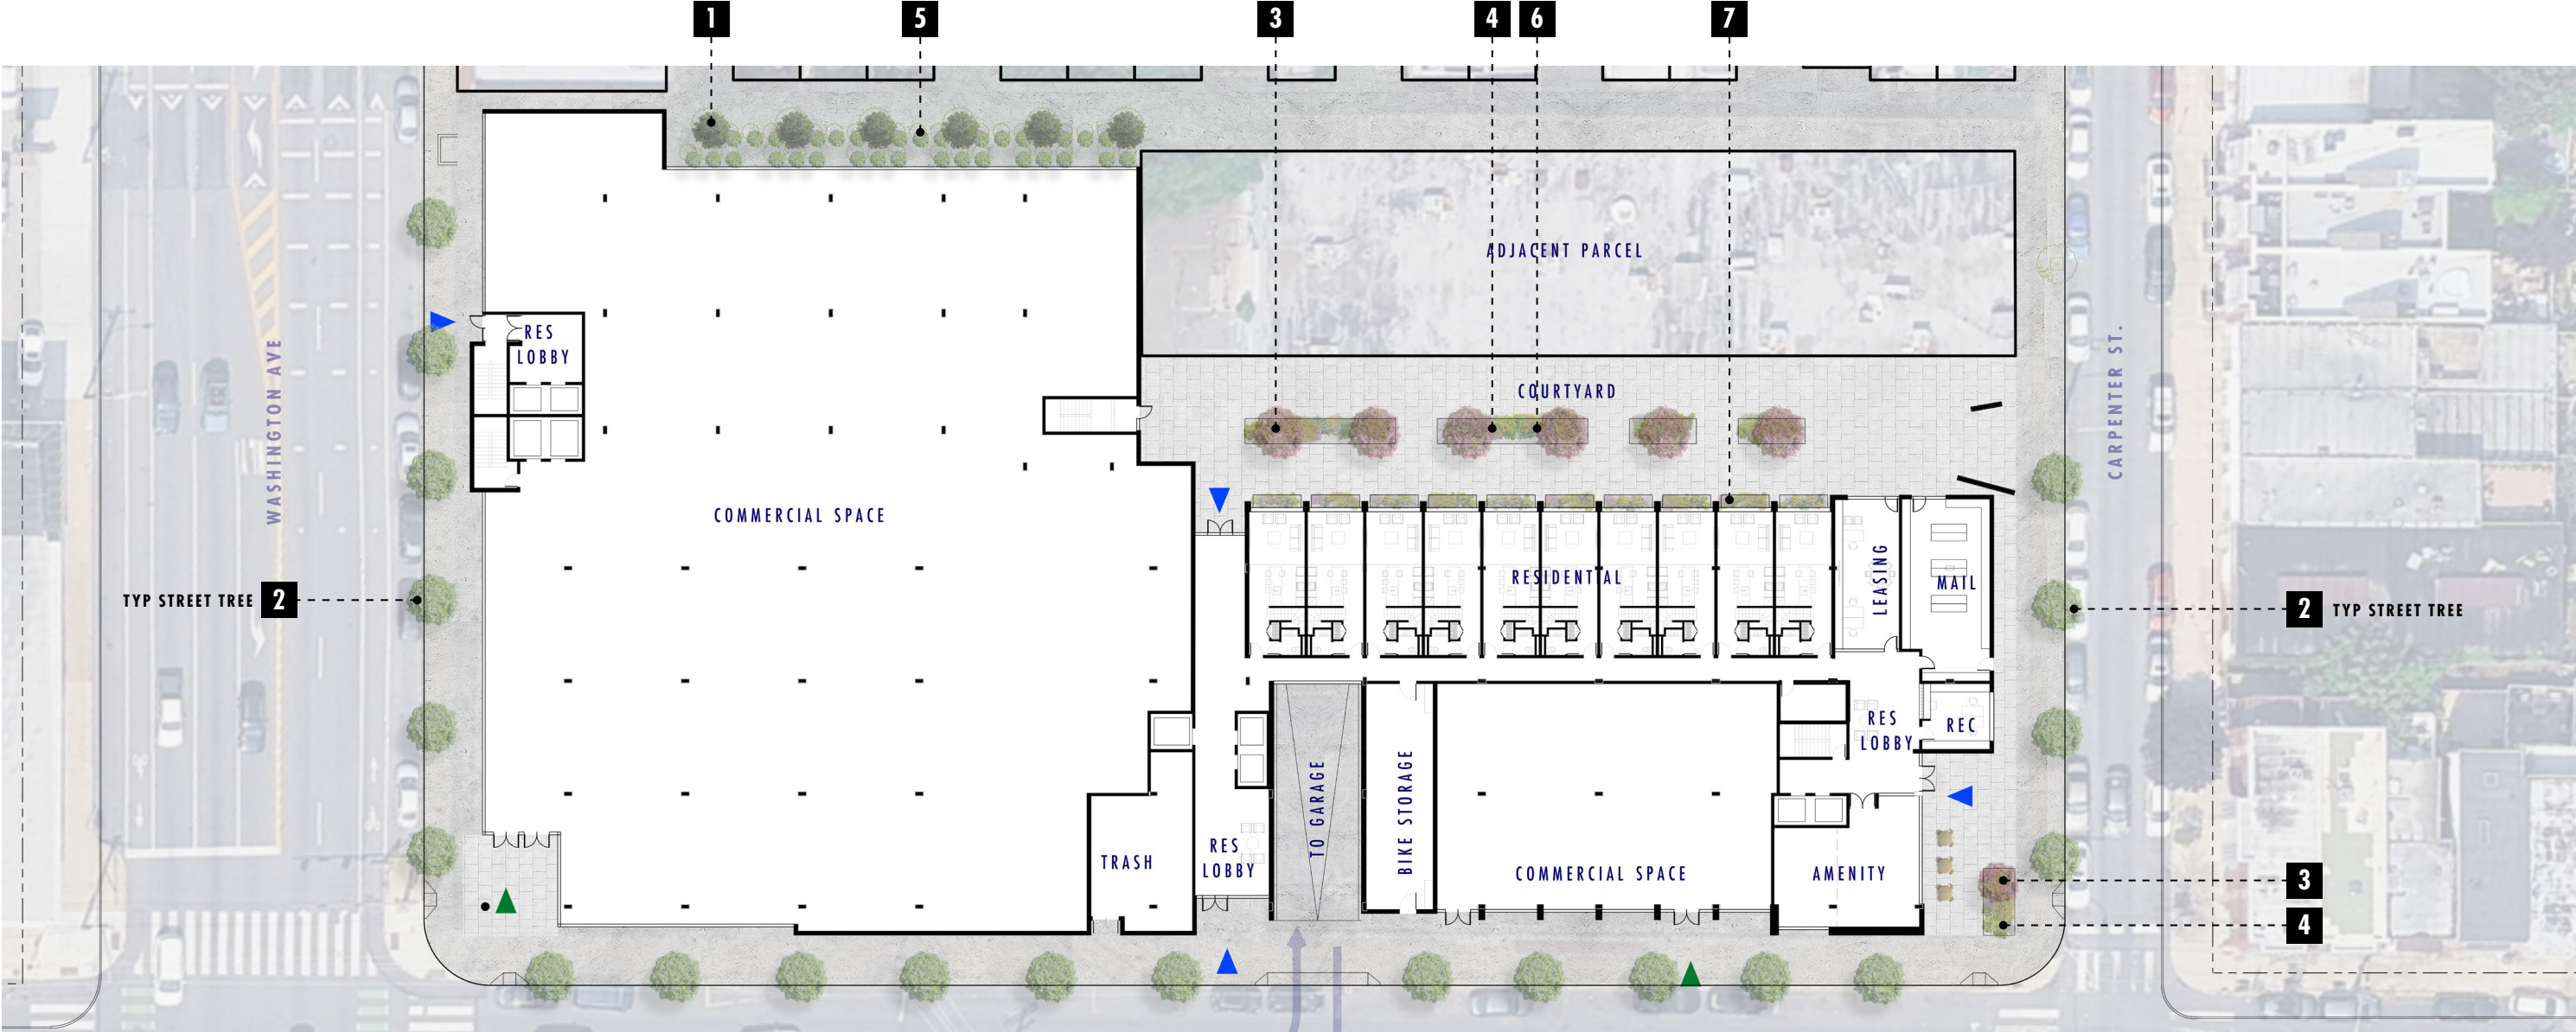 1
5
3
4
6
7
ADJACENT PARCEL
RES
LOBBY
COURTYARD
WASHINGTON AVE
CARPENTER ST.
COMMERCIAL SPACE
RESIDENTIAL
LEASING
MAIL
TYP STREET TREE 2
2 TYP STREET TREE
RES
LOBBY
REC
TO GARAGE
BIKE STORAGE
TRASH
RES
LOBBY
COMMERCIAL SPACE
AMENITY
3
4